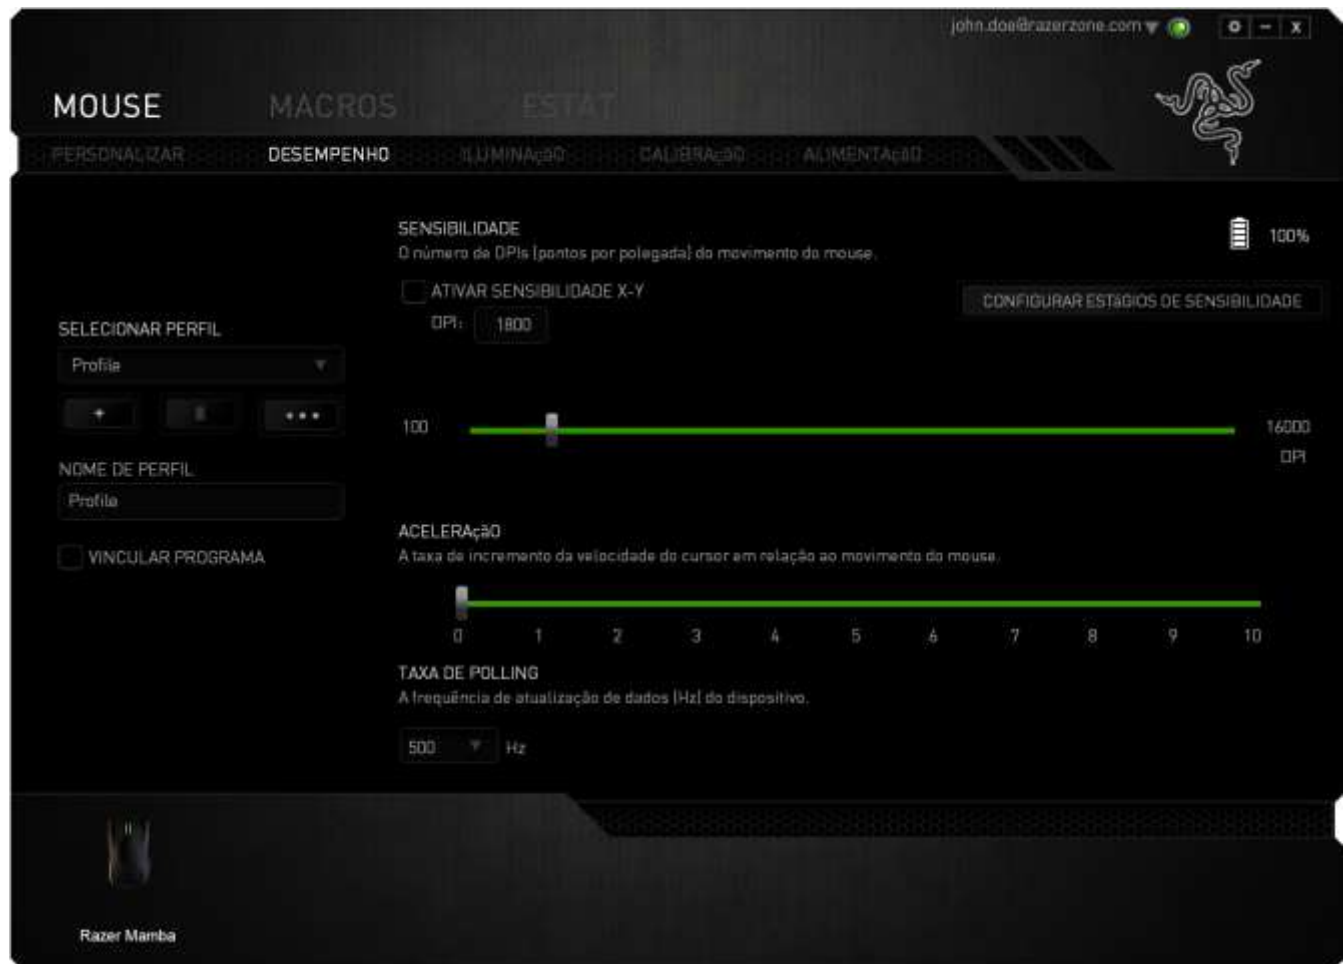 john.doe@razerzone.com
MOUSE MACROS ESTAT
PERSONALIZAR DESEMPENHO ILUMINAçãO CALIBRAçãO ALIMENTAçãO
SENSIBILIDADE
O número de DPIs (pontos por polegada) do movimento do mouse.
100%
ATIVAR SENSIBILIDADE X-Y
CONFIGURAR ESTáGIOS DE SENSIBILIDADE
DPI: 1800
SELECIONAR PERFIL
Profile
100 16000
DPI
NOME DE PERFIL
Profile
VINCULAR PROGRAMA
ACELERAçãO
A taxa de incremento da velocidade do cursor em relação ao movimento do mouse.
0 1 2 3 4 5 6 7 8 9 10
TAXA DE POLLING
A frequência de atualização de dados (Hz) do dispositivo.
500 Hz
Razer Mamba